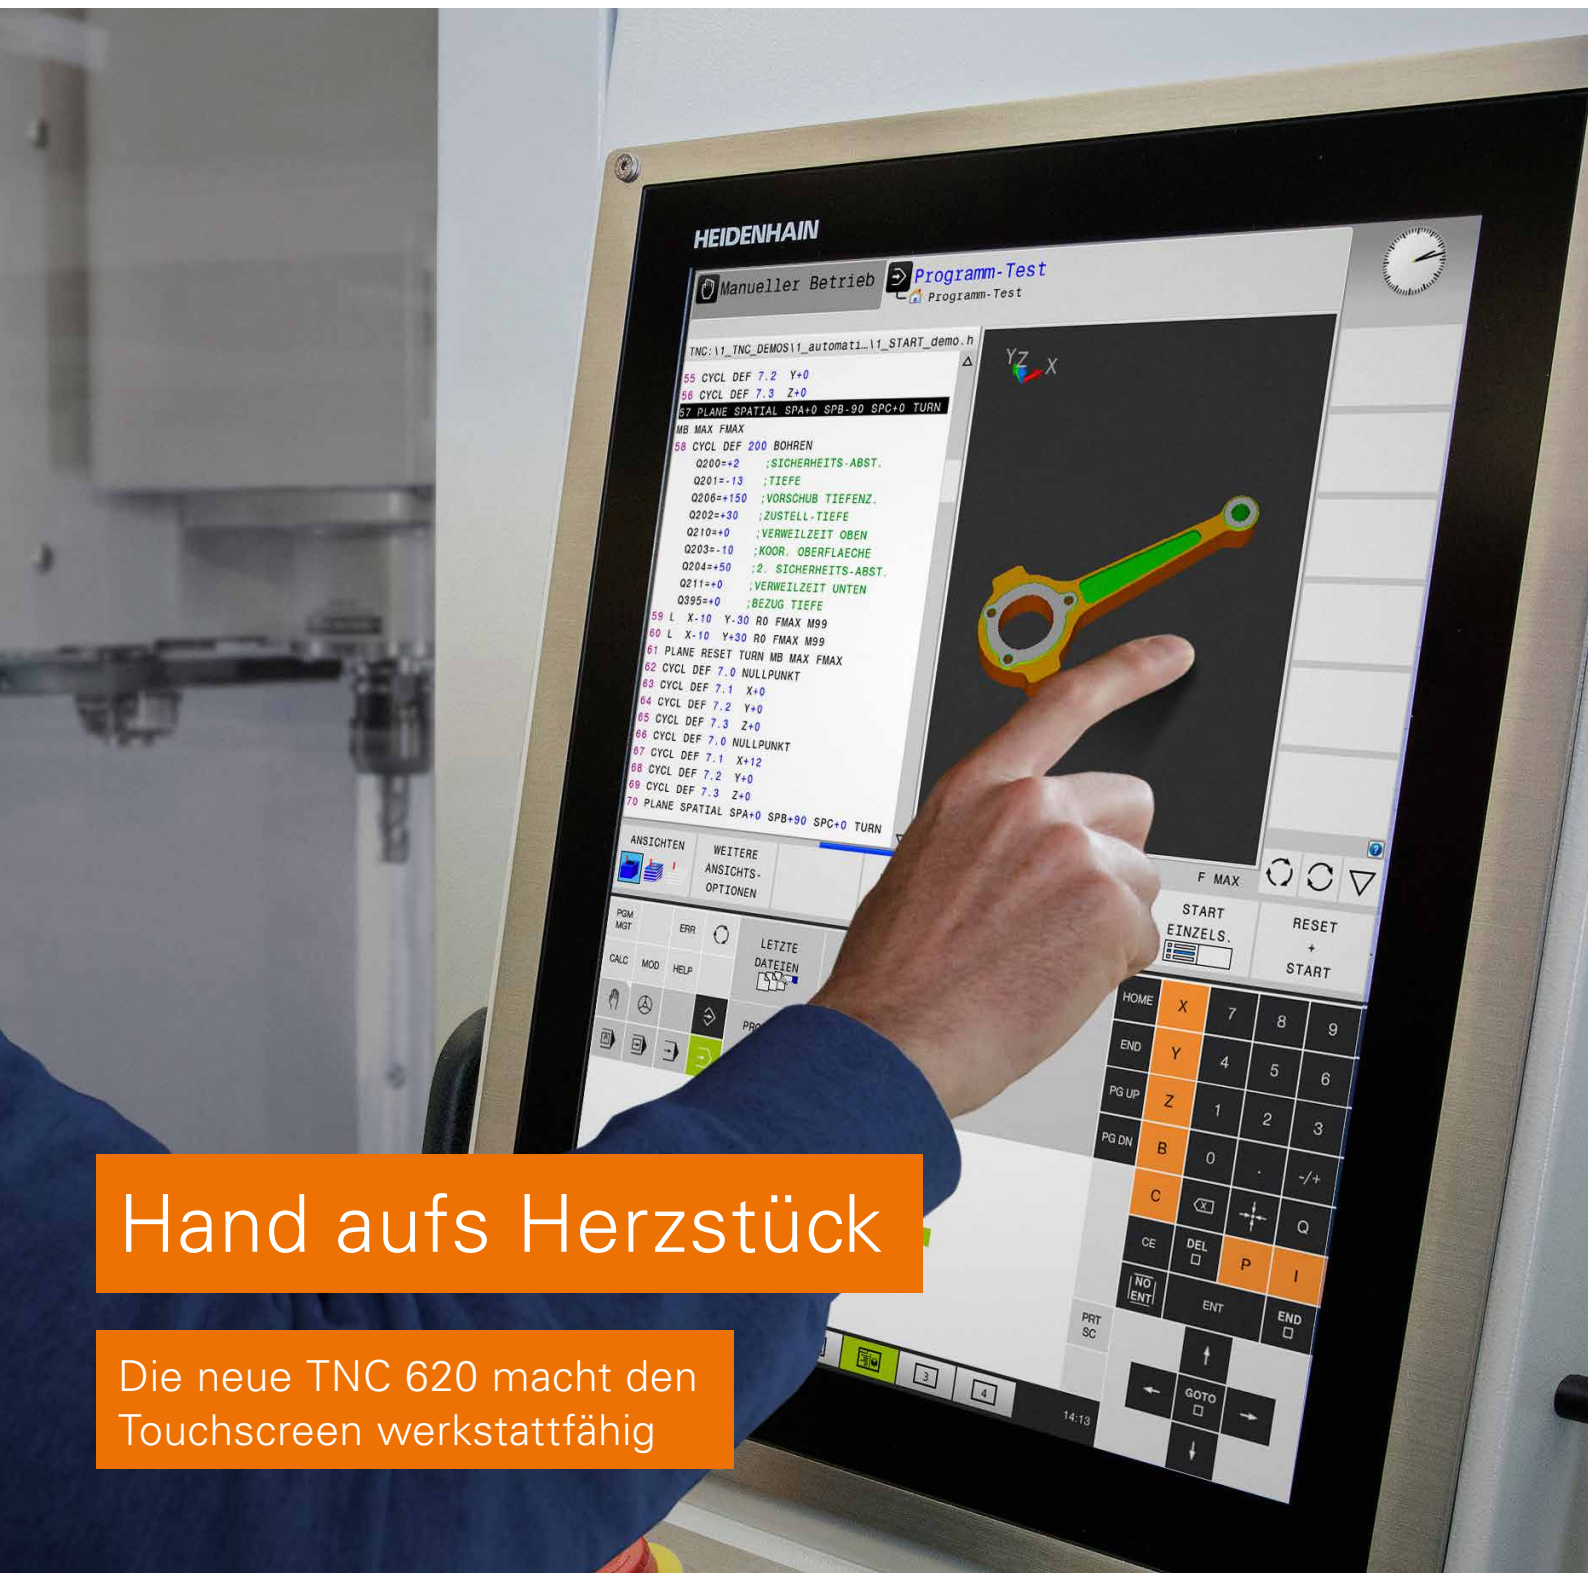 HEIDENHAIN
Manueller Betrieb
Programm-Test
Programm-Test
TNC:\1_TNC_DEMOS\1_automati…\1_START_demo.h
55 CYCL DEF 7.2 Y+0
56 CYCL DEF 7.3 Z+0
57 PLANE SPATIAL SPA+0 SPB-90 SPC+0 TURN
MB MAX FMAX
58 CYCL DEF 200 BOHREN
Q200=+2 ;SICHERHEITS-ABST.
Q201=-13 ;TIEFE
Q206=+150 ;VORSCHUB TIEFENZ.
Q202=+30 ;ZUSTELL-TIEFE
Q210=+0 ;VERWEILZEIT OBEN
Q203=-10 ;KOOR. OBERFLAECHE
Q204=+50 ;2. SICHERHEITS-ABST.
Q211=+0 ;VERWEILZEIT UNTEN
Q395=+0 ;BEZUG TIEFE
59 L X-10 Y-30 R0 FMAX M99
60 L X-10 Y+30 R0 FMAX M99
61 PLANE RESET TURN MB MAX FMAX
62 CYCL DEF 7.0 NULLPUNKT
63 CYCL DEF 7.1 X+0
64 CYCL DEF 7.2 Y+0
65 CYCL DEF 7.3 Z+0
66 CYCL DEF 7.0 NULLPUNKT
67 CYCL DEF 7.1 X+12
68 CYCL DEF 7.2 Y+0
69 CYCL DEF 7.3 Z+0
70 PLANE SPATIAL SPA+0 SPB+90 SPC+0 TURN
YZ X
F MAX
ANSICHTEN
WEITERE
ANSICHTS-
OPTIONEN
START
EINZELS.
RESET
+
START
PGM
MGT
ERR
CALC MOD HELP
LETZTE
DATEIEN
HOME X 7 8 9
END Y 4 5 6
PG UP Z 1 2 3
PG DN B 0 . -/+
C Q
CE DEL P I
NO
ENT
ENT
END
PRT
SC
GOTO
3 4
14:13
Hand aufs Herzstück
Die neue TNC 620 macht den
Touchscreen werkstattfähig